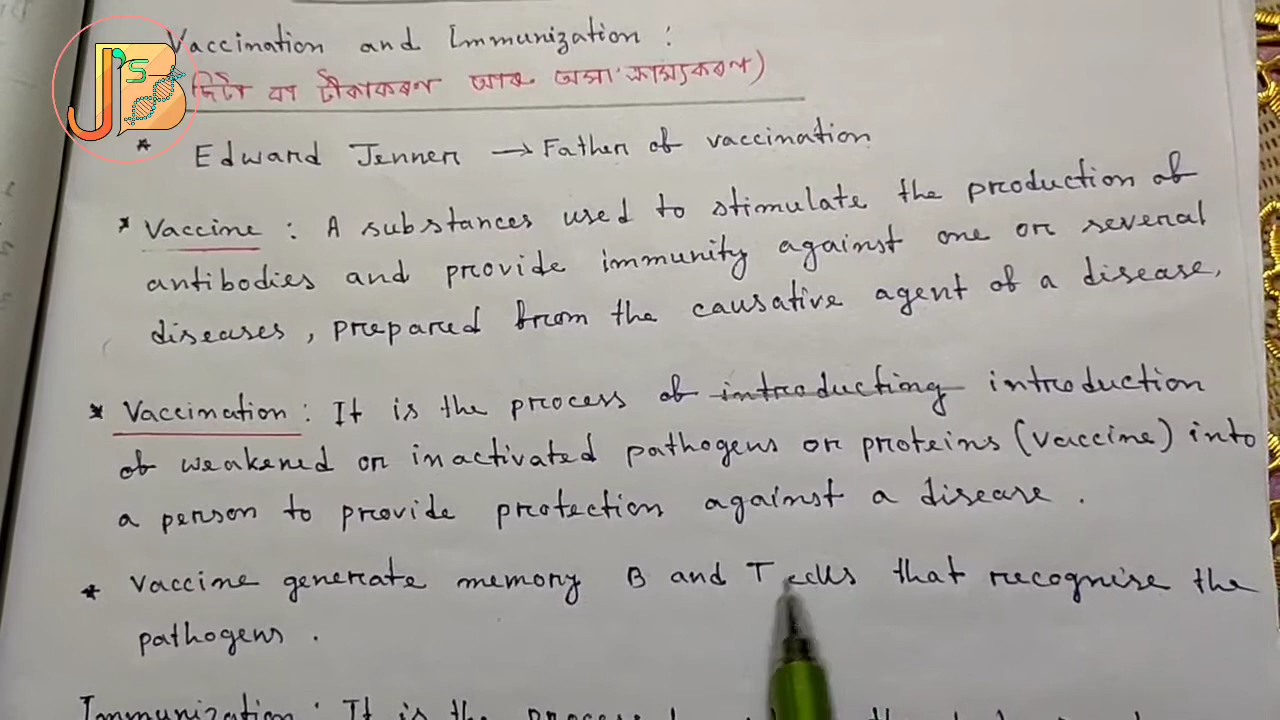 Vaccination and Immunization :
টীকাকৰণ আৰু
J's B
* Edward Jenner → Father of vaccination
* Vaccine : A substances used to stimulate the production of
antibodies and provide immunity against one or several
diseases, prepared from the causative agent of a disease,
* Vaccination : It is the process of introducting introduction
of weakened or inactivated pathogens or proteins (vaccine) into
a person to provide protection against a disease .
* Vaccine generate memory B and T cells that recognise the
pathogens .
Immunization : It is the process